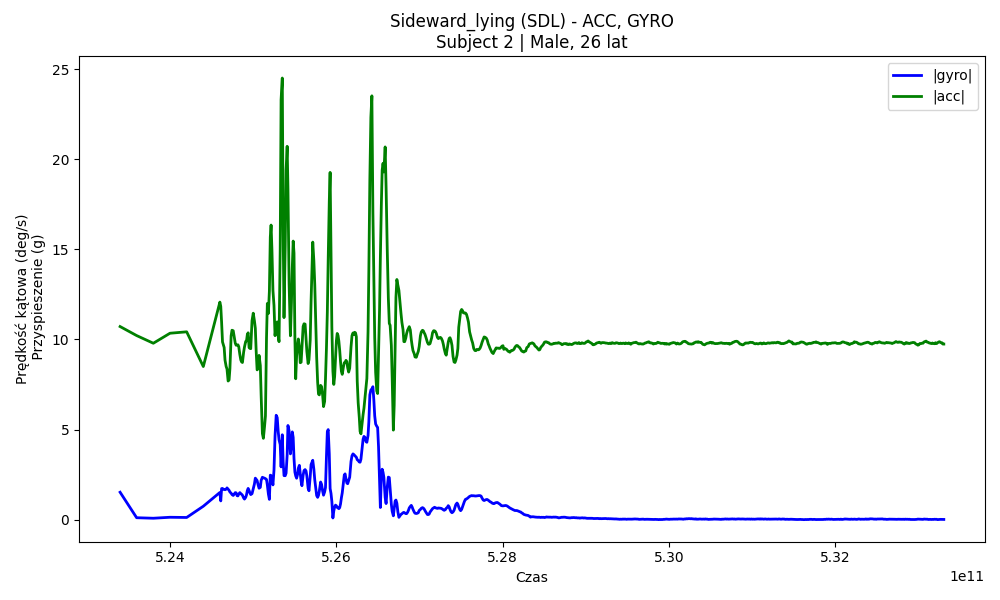 Sideward_lying (SDL) - ACC, GYRO
Subject 2 | Male, 26 lat
|gyro|
|acc|
Prędkość kątowa (deg/s)
Przyspieszenie (g)
25
20
15
10
5
0
5.24
5.26
5.28
5.30
5.32
1e11
Czas